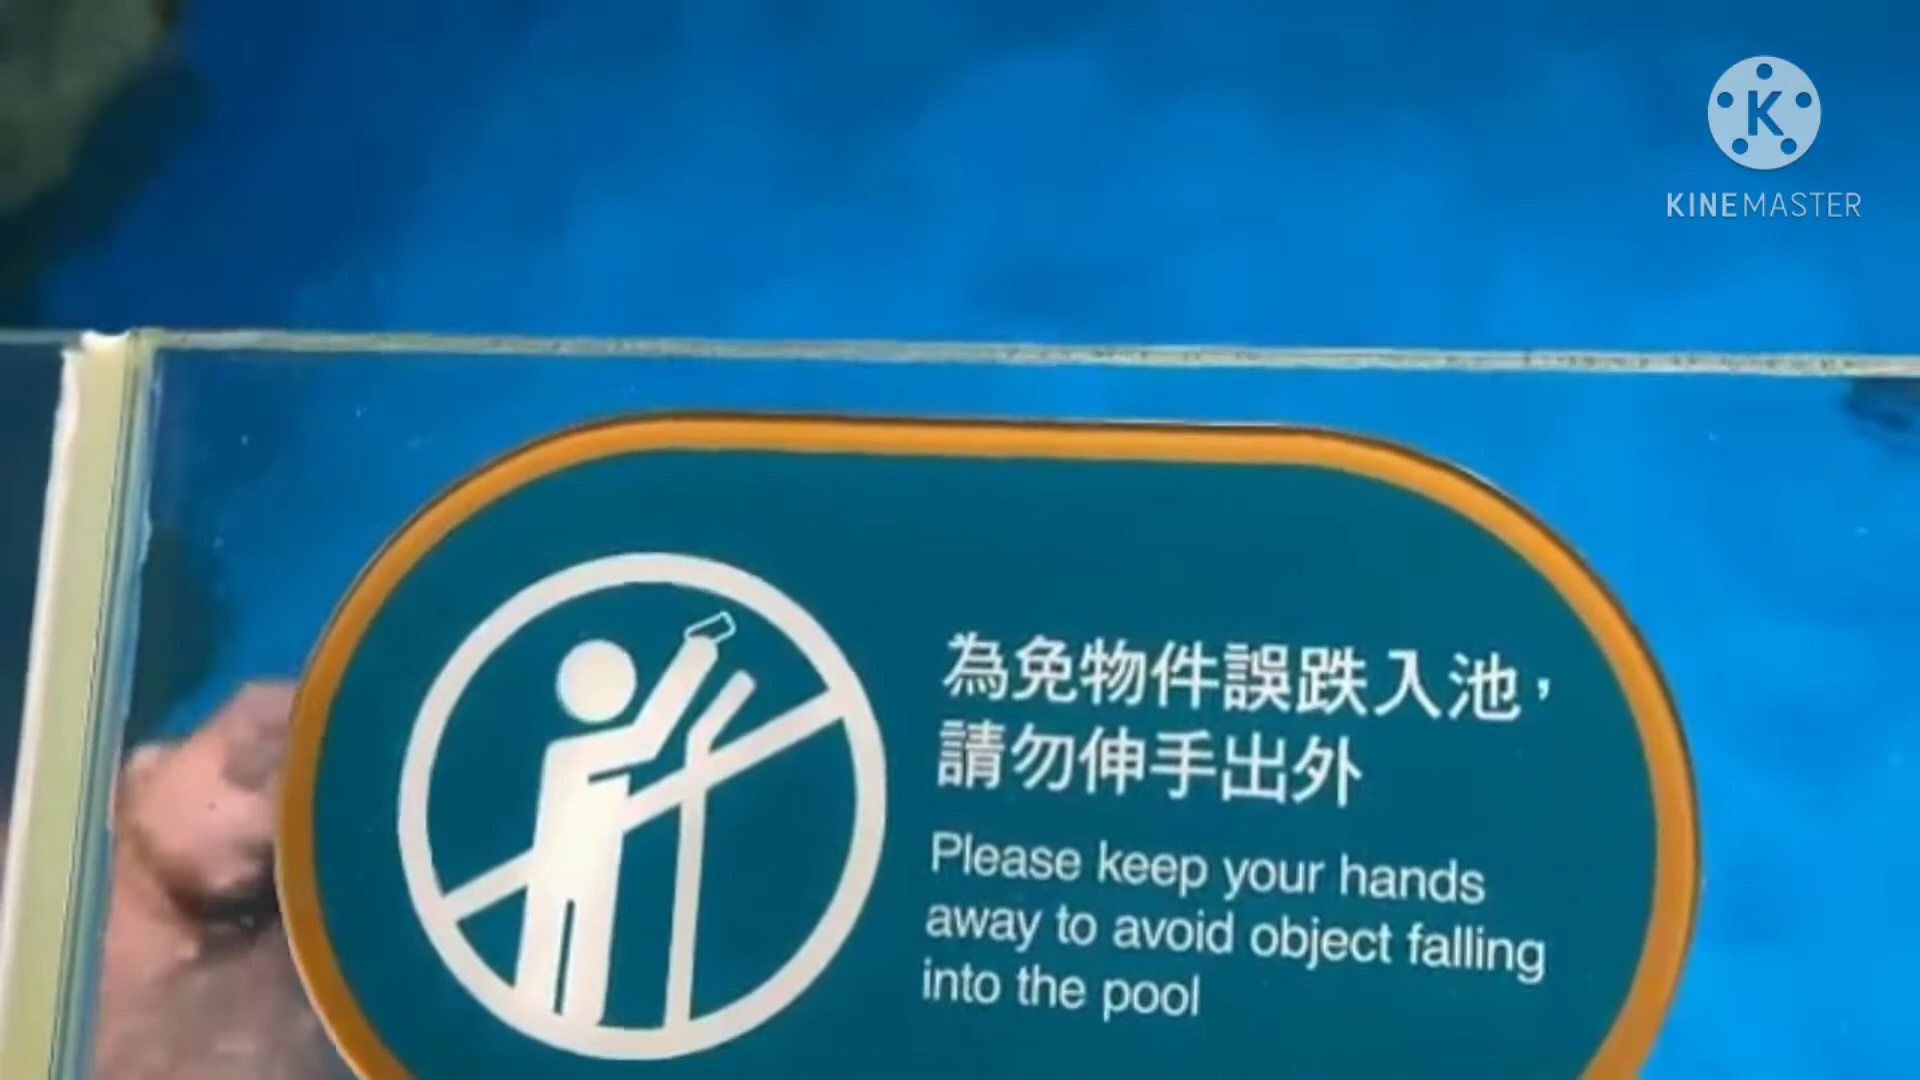 K
KINEMASTER
為免物件誤跌入池，
請勿伸手出外
Please keep your hands
away to avoid object falling
into the pool